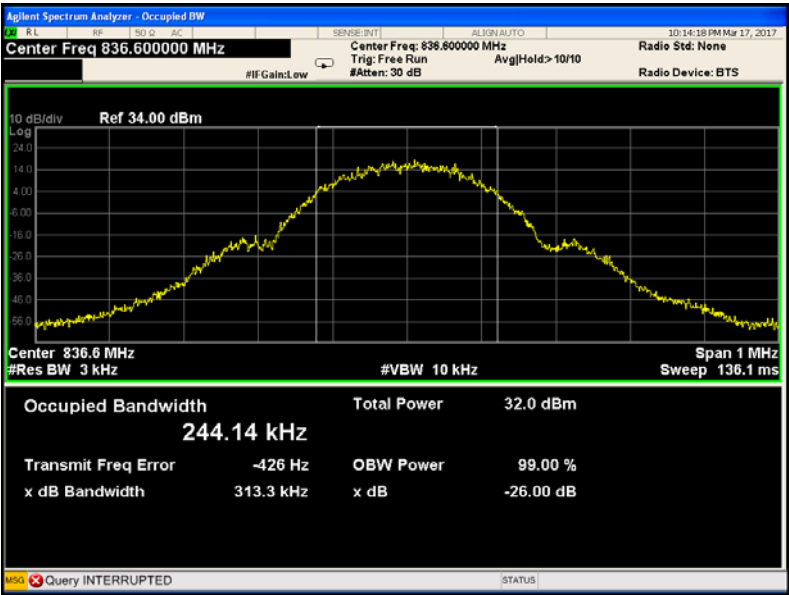 Agilent Spectrum Analyzer - Occupied BW
RL RF 50 Ω AC SENSE:INT ALIGN AUTO 10:14:18 PM Mar 17, 2017
Center Freq 836.600000 MHz Center Freq: 836.600000 MHz Radio Std: None
Trig: Free Run Avg|Hold:>10/10
#IFGain:Low #Atten: 30 dB Radio Device: BTS
10 dB/div Ref 34.00 dBm
Log
24.0
14.0
4.00
-6.00
-16.0
-26.0
-36.0
-46.0
-56.0
Center 836.6 MHz Span 1 MHz
#Res BW 3 kHz #VBW 10 kHz Sweep 136.1 ms
Occupied Bandwidth Total Power 32.0 dBm
244.14 kHz
Transmit Freq Error -426 Hz OBW Power 99.00 %
x dB Bandwidth 313.3 kHz x dB -26.00 dB
MSG Query INTERRUPTED STATUS